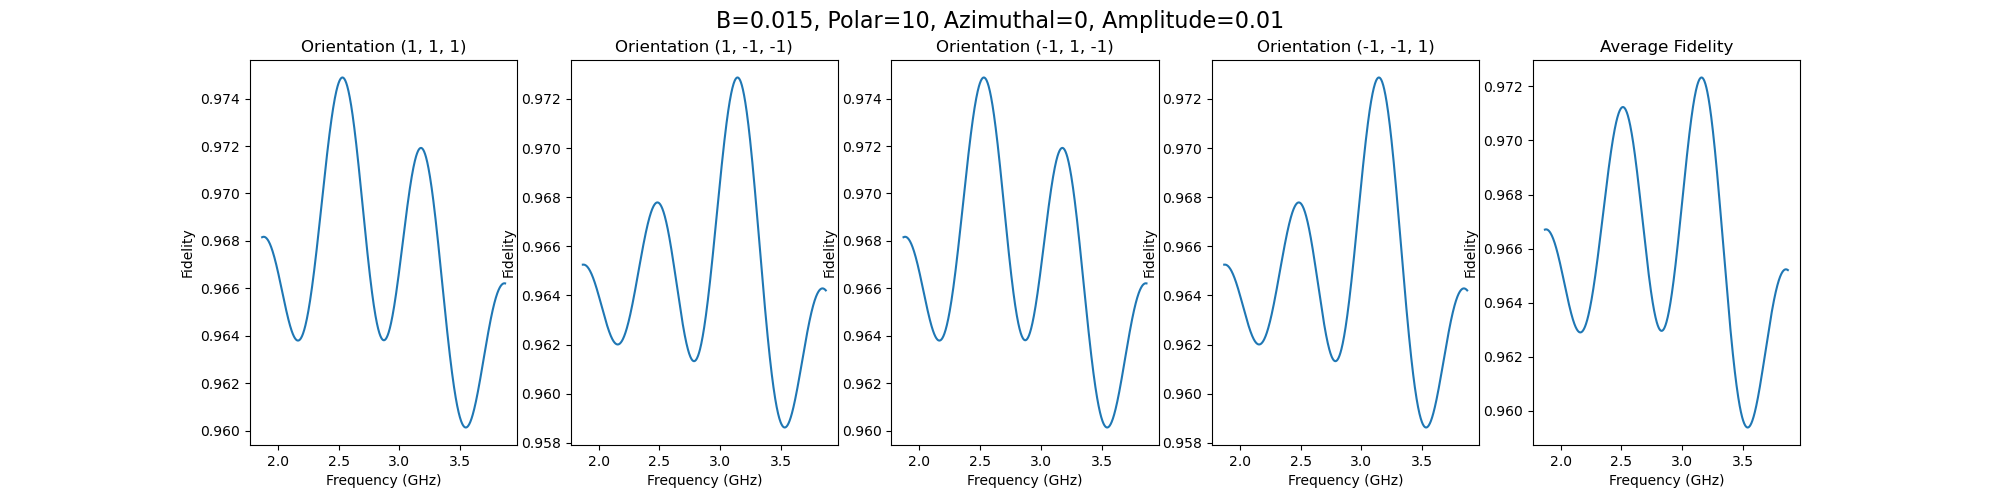 B=0.015, Polar=10, Azimuthal=0, Amplitude=0.01
Orientation (1, 1, 1)
0.974
0.972
0.970
0.968
0.966
0.964
0.962
0.960
Fidelity
2.0 2.5 3.0 3.5
Frequency (GHz)
Orientation (1, -1, -1)
0.972
0.970
0.968
0.966
0.964
0.962
0.960
0.958
Fidelity
2.0 2.5 3.0 3.5
Frequency (GHz)
Orientation (-1, 1, -1)
0.974
0.972
0.970
0.968
0.966
0.964
0.962
0.960
Fidelity
2.0 2.5 3.0 3.5
Frequency (GHz)
Orientation (-1, -1, 1)
0.972
0.970
0.968
0.966
0.964
0.962
0.960
0.958
Fidelity
2.0 2.5 3.0 3.5
Frequency (GHz)
Average Fidelity
0.972
0.970
0.968
0.966
0.964
0.962
0.960
Fidelity
2.0 2.5 3.0 3.5
Frequency (GHz)